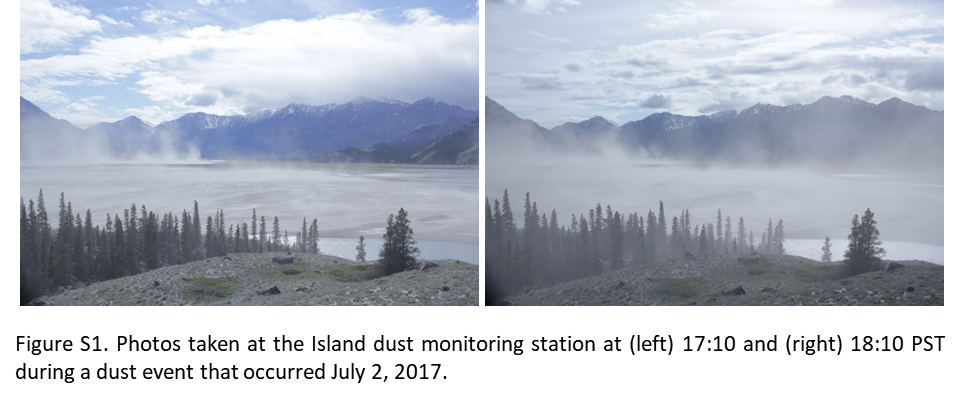 Figure S1. Photos taken at the Island dust monitoring station at (left) 17:10 and (right) 18:10 PST
during a dust event that occurred July 2, 2017.